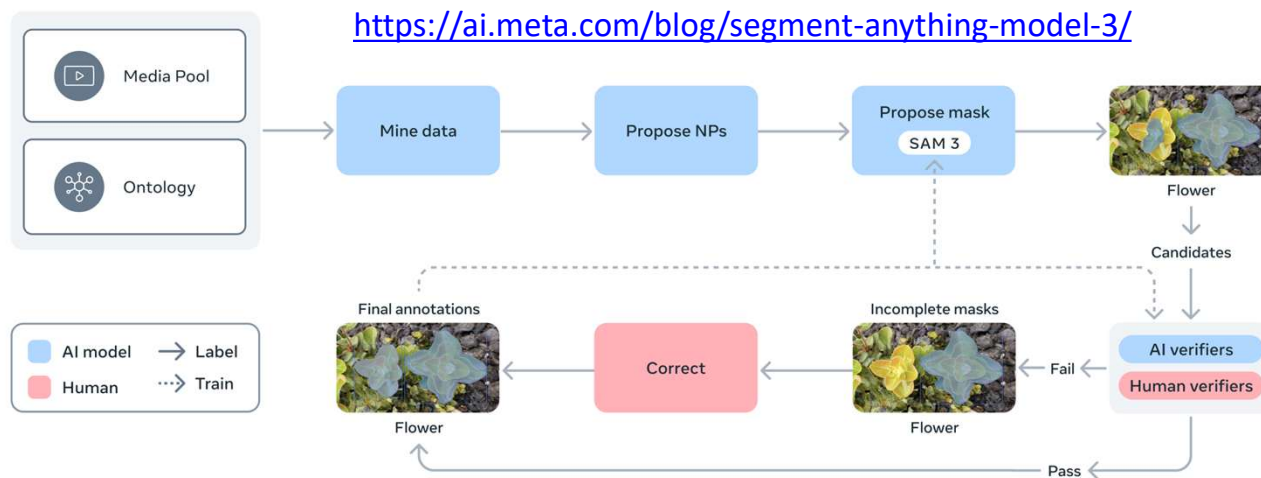 https://ai.meta.com/blog/segment-anything-model-3/
Media Pool
Ontology
Mine data
Propose NPs
Propose mask
SAM 3
Flower
Candidates
Final annotations
Incomplete masks
AI model
Label
Human
Train
Correct
Fail
AI verifiers
Human verifiers
Flower
Flower
Pass